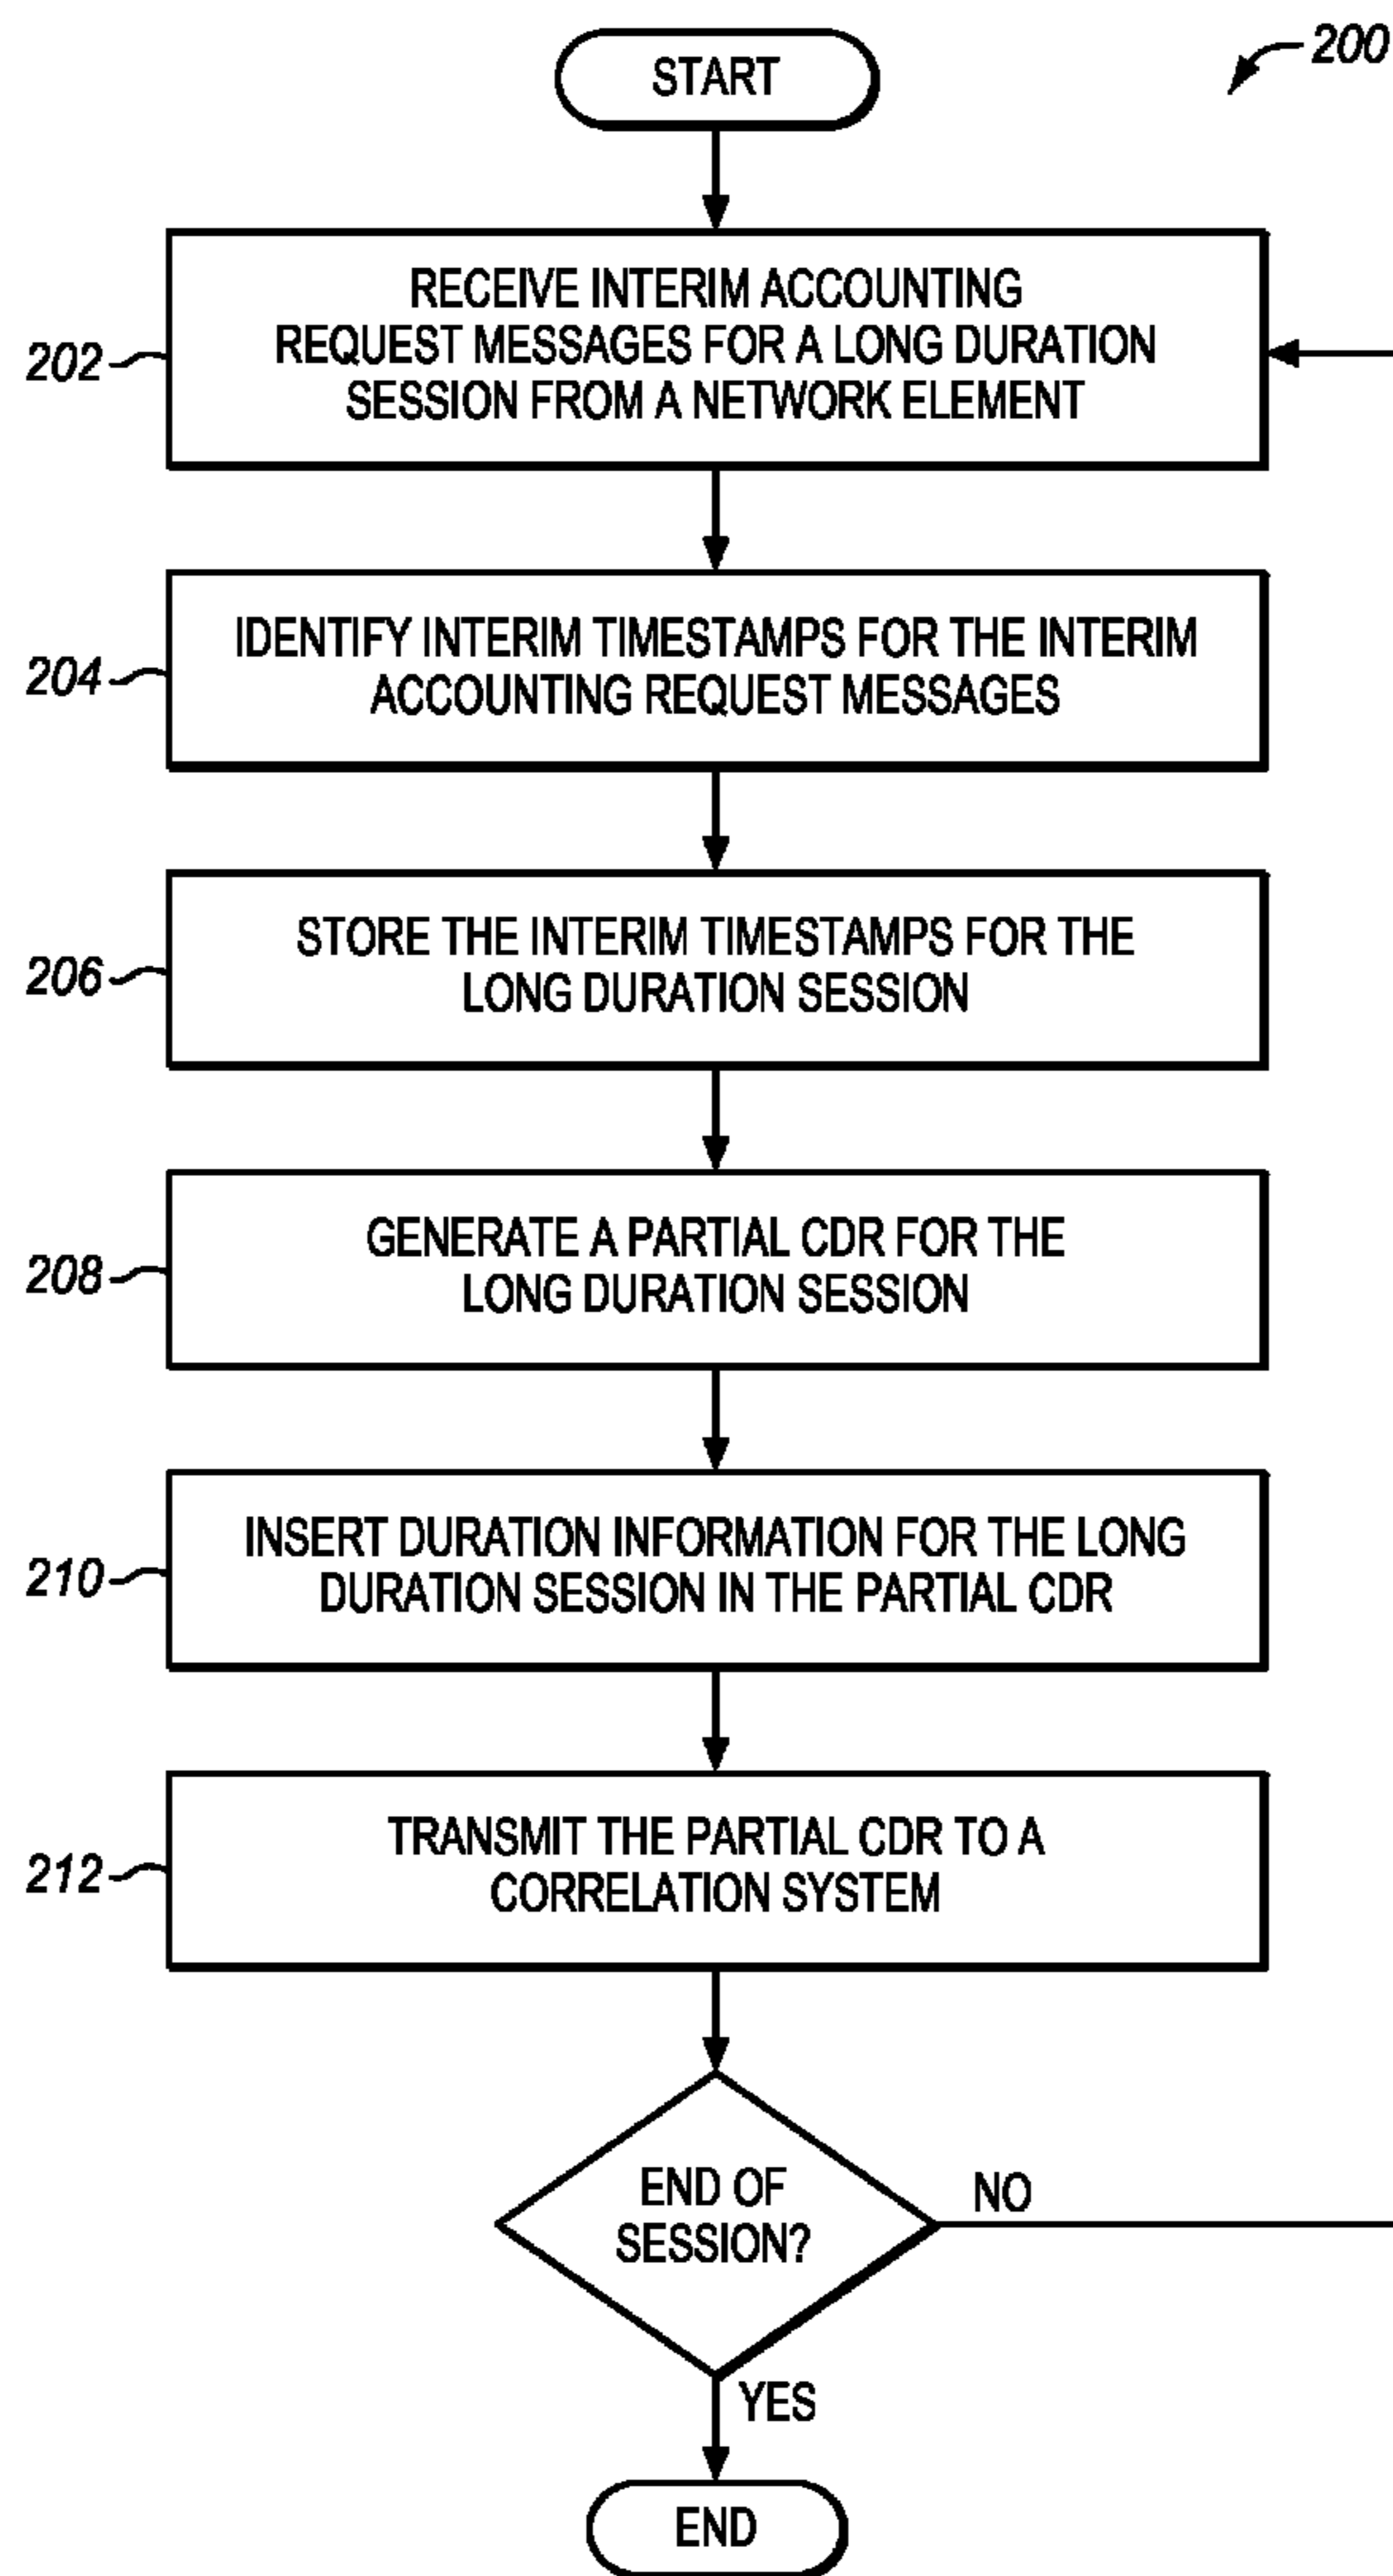 START
200
RECEIVE INTERIM ACCOUNTING
REQUEST MESSAGES FOR A LONG DURATION
SESSION FROM A NETWORK ELEMENT
202
IDENTIFY INTERIM TIMESTAMPS FOR THE INTERIM
ACCOUNTING REQUEST MESSAGES
204
STORE THE INTERIM TIMESTAMPS FOR THE
LONG DURATION SESSION
206
GENERATE A PARTIAL CDR FOR THE
LONG DURATION SESSION
208
INSERT DURATION INFORMATION FOR THE LONG
DURATION SESSION IN THE PARTIAL CDR
210
TRANSMIT THE PARTIAL CDR TO A
CORRELATION SYSTEM
212
END OF
SESSION?
NO
YES
END